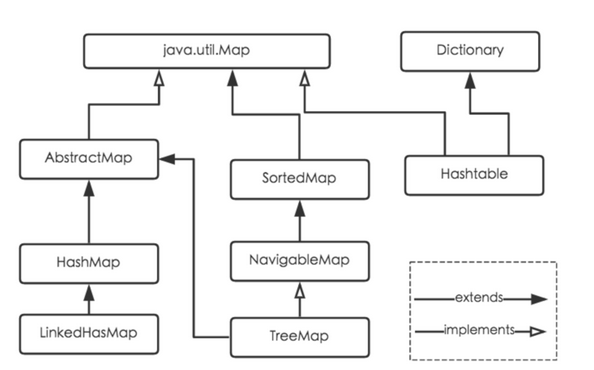 java.util.Map
Dictionary
AbstractMap
SortedMap
Hashtable
HashMap
NavigableMap
extends
implements
LinkedHasMap
TreeMap